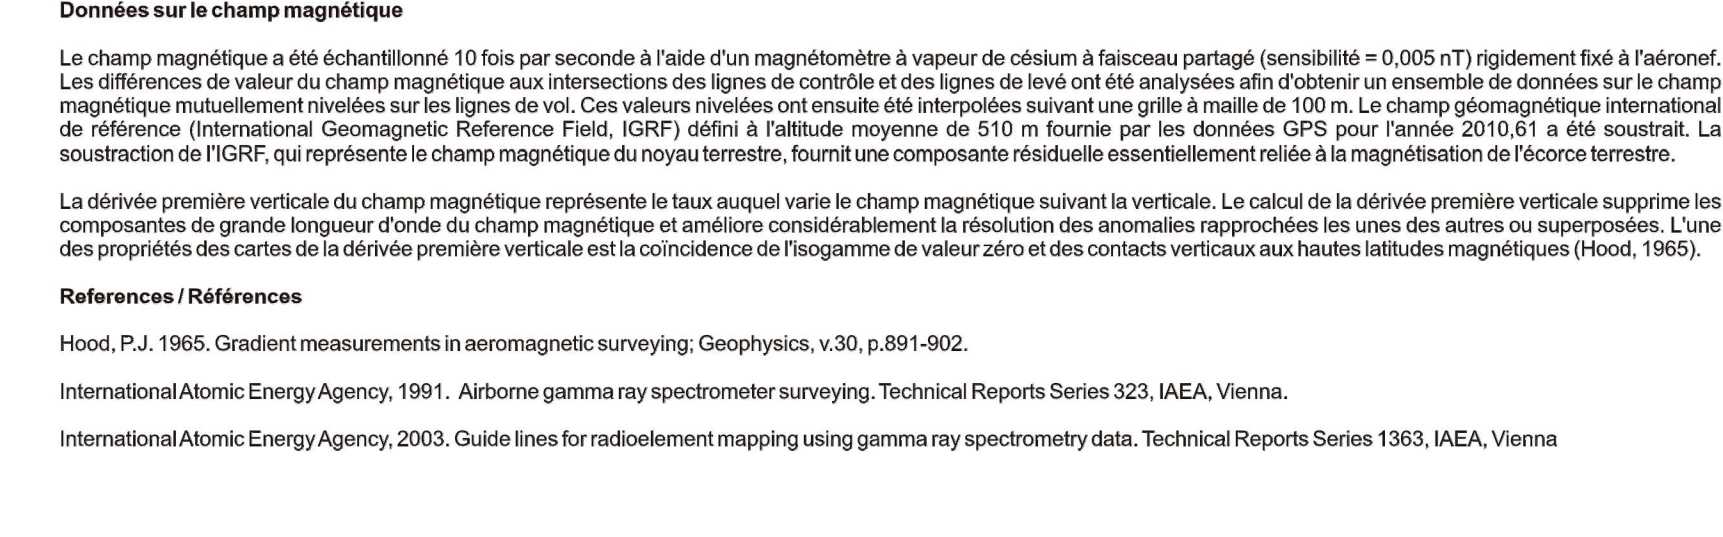 Données sur le champ magnétique
Le champ magnétique a été échantillonné 10 fois par seconde à l'aide d'un magnétomètre à vapeur de césium à faisceau partagé (sensibilité = 0,005 nT) rigidement fixé à l'aéronef.
Les différences de valeur du champ magnétique aux intersections des lignes de contrôle et des lignes de levé ont été analysées afin d'obtenir un ensemble de données sur le champ
magnétique mutuellement nivelées sur les lignes de vol. Ces valeurs nivelées ont ensuite été interpolées suivant une grille à maille de 100 m. Le champ géomagnétique international
de référence (International Geomagnetic Reference Field, IGRF) défini à l'altitude moyenne de 510 m fournie par les données GPS pour l'année 2010,61 a été soustrait. La
soustraction de l'IGRF, qui représente le champ magnétique du noyau terrestre, fournit une composante résiduelle essentiellement reliée à la magnétisation de l'écorce terrestre.
La dérivée première verticale du champ magnétique représente le taux auquel varie le champ magnétique suivant la verticale. Le calcul de la dérivée première verticale supprime les
composantes de grande longueur d'onde du champ magnétique et améliore considérablement la résolution des anomalies rapprochées les unes des autres ou superposées. L'une
des propriétés des cartes de la dérivée première verticale est la coïncidence de l'isogamme de valeur zéro et des contacts verticaux aux hautes latitudes magnétiques (Hood, 1965).
References / Références
Hood, P.J. 1965. Gradient measurements in aeromagnetic surveying; Geophysics, v.30, p.891-902.
International Atomic Energy Agency, 1991. Airborne gamma ray spectrometer surveying. Technical Reports Series 323, IAEA, Vienna.
International Atomic Energy Agency, 2003. Guide lines for radioelement mapping using gamma ray spectrometry data. Technical Reports Series 1363, IAEA, Vienna